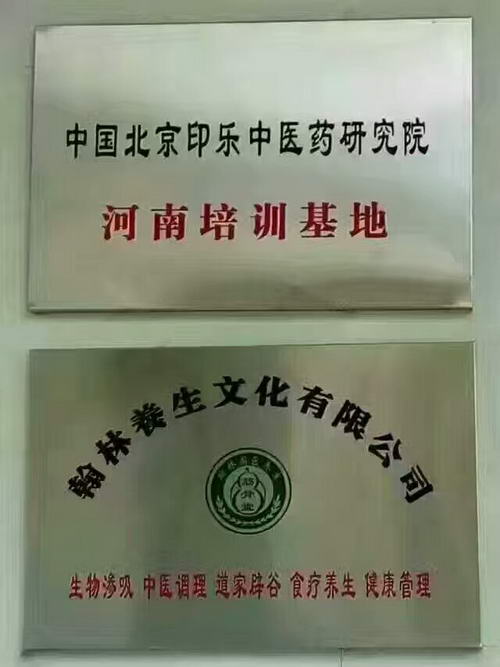 中国北京印乐中医药研究院
河南培训基地
翰林养生文化有限公司
生物渗吸 中医调理 道家辟谷 食疗养生 健康管理